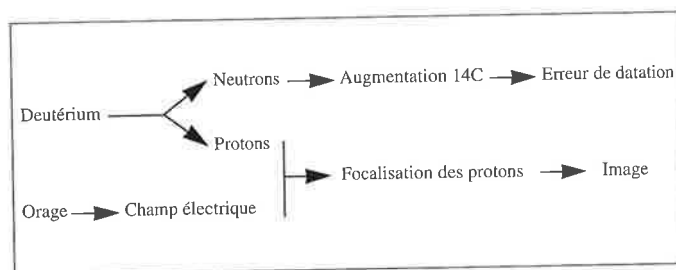 Neutrons Augmentation 14C Erreur de datation
Deutérium
Protons
Focalisation des protons Image
Orage Champ électrique